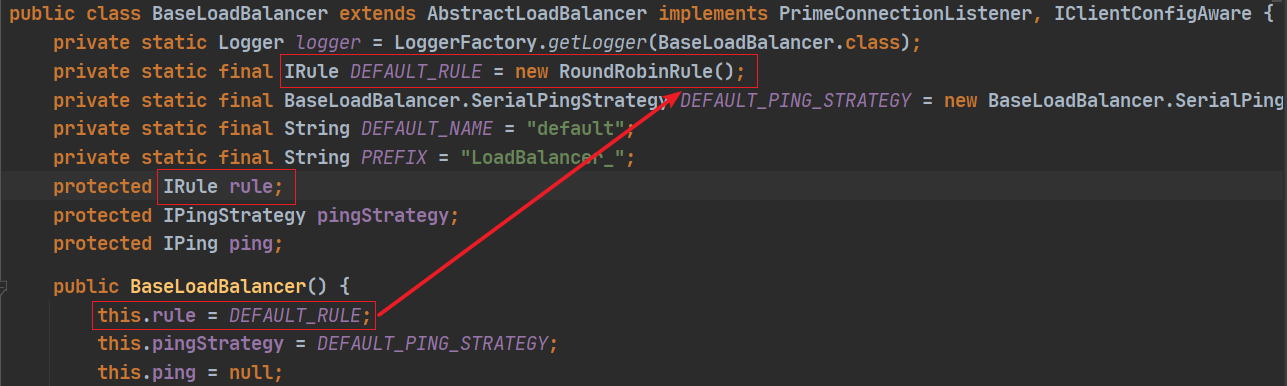 public class BaseLoadBalancer extends AbstractLoadBalancer implements PrimeConnectionListener, IClientConfigAware {
private static Logger logger = LoggerFactory.getLogger(BaseLoadBalancer.class);
private static final IRule DEFAULT_RULE = new RoundRobinRule();
private static final BaseLoadBalancer.SerialPingStrategy DEFAULT_PING_STRATEGY = new BaseLoadBalancer.SerialPing
private static final String DEFAULT_NAME = "default";
private static final String PREFIX = "LoadBalancer_";
protected IRule rule;
protected IPingStrategy pingStrategy;
protected IPing ping;
public BaseLoadBalancer() {
this.rule = DEFAULT_RULE;
this.pingStrategy = DEFAULT_PING_STRATEGY;
this.ping = null;